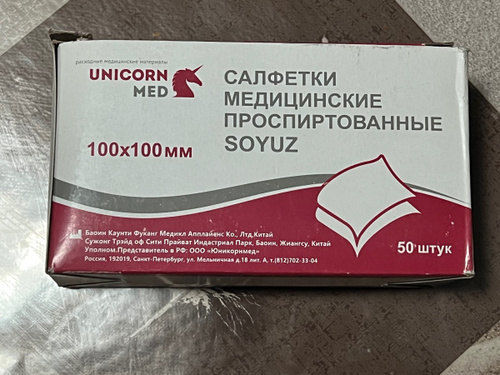 расходные медицинские материалы
UNICORN
MED
САЛФЕТКИ
МЕДИЦИНСКИЕ
ПРОСПИРТОВАННЫЕ
SOYUZ
100х100мм
50 штук
Баоин Каунти Фуканг Медикл Апплайенс Ко., Лтд,Китай
Сужонг Трэйд оф Сити Прайват Индастриал Парк, Баоин, Жиангсу, Китай
Уполном.Представитель в РФ: ООО «Юникорнмед»
Россия, 192019, Санкт-Петербург, ул. Мельничная д.18 лит. А, т.(812)702-33-04